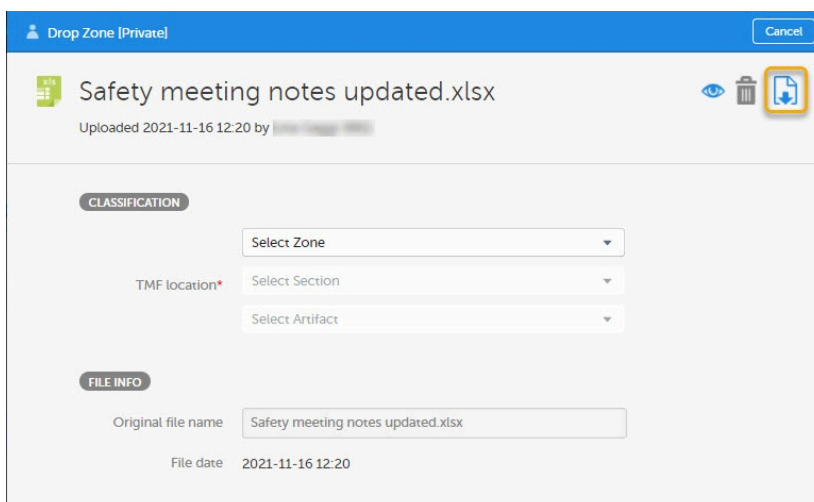 Drop Zone [Private]
Cancel
xls
Safety meeting notes updated.xlsx
Uploaded 2021-11-16 12:20 by
CLASSIFICATION
Select Zone
TMF location*
Select Section
Select Artifact
FILE INFO
Original file name
Safety meeting notes updated.xlsx
File date
2021-11-16 12:20